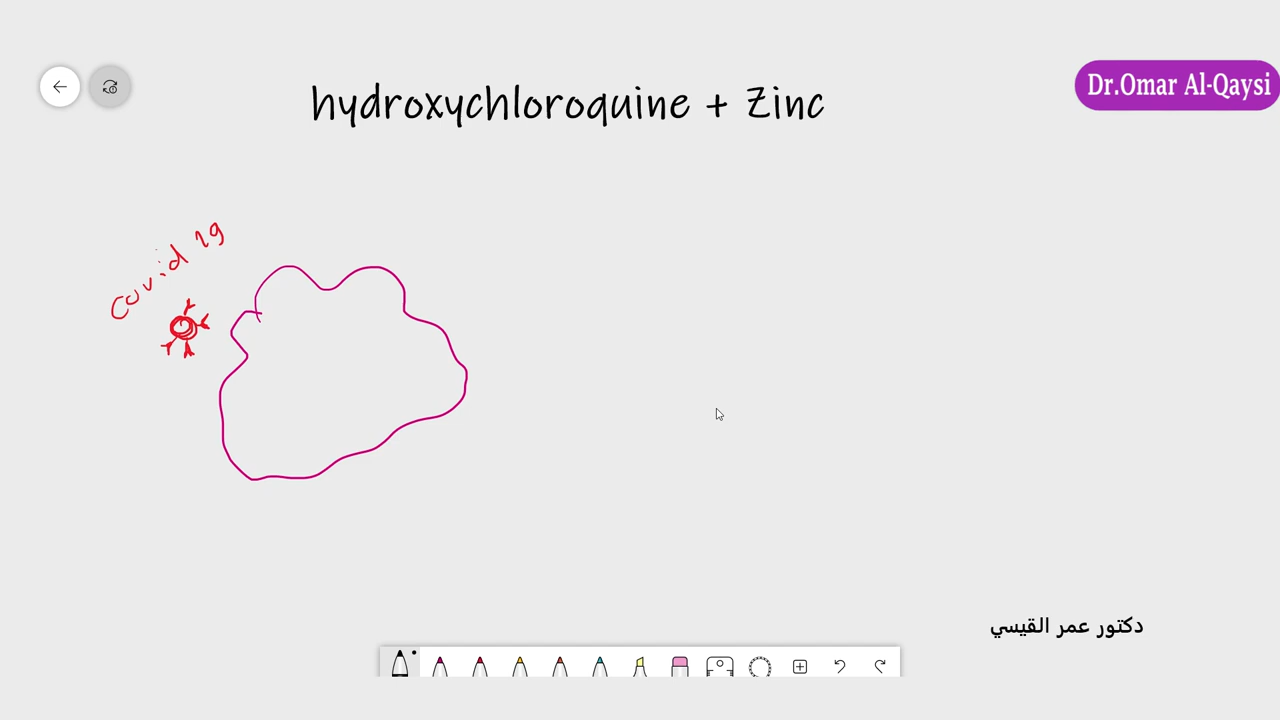 hydroxychloroquine + Zinc
Dr.Omar Al-Qaysi
Covid 19
دكتور عمر القيسي